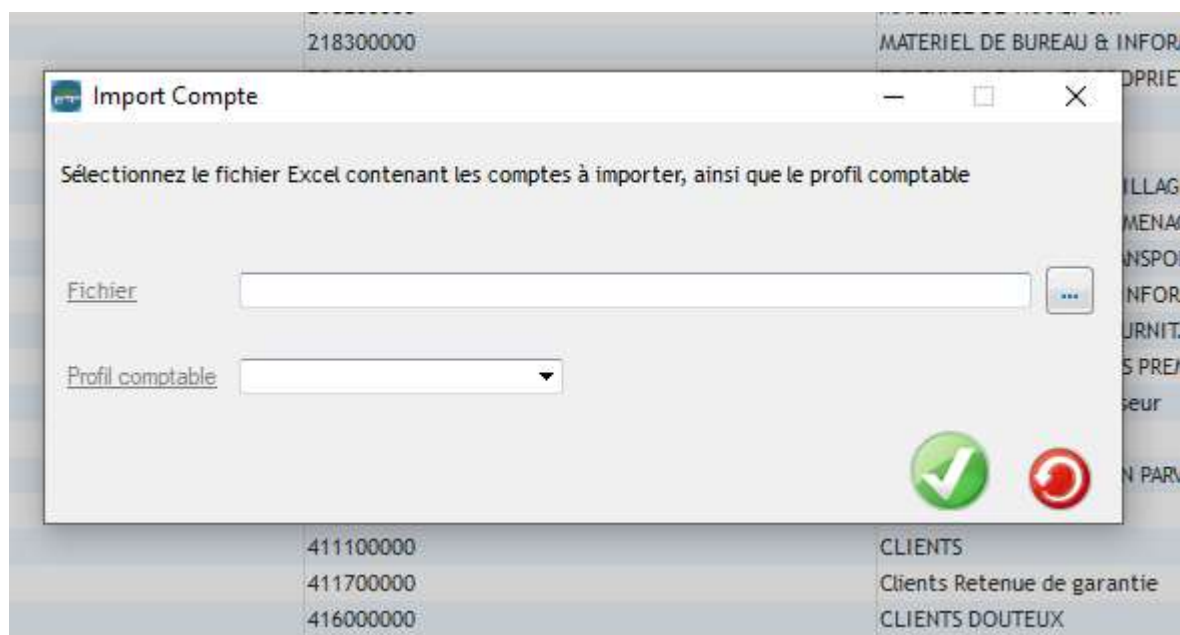 218300000 MATERIEL DE BUREAU & INFOR
Import Compte
Sélectionnez le fichier Excel contenant les comptes à importer, ainsi que le profil comptable
Fichier
...
Profil comptable
seur
411100000 CLIENTS
411700000 Clients Retenue de garantie
416000000 CLIENTS DOUTEUX